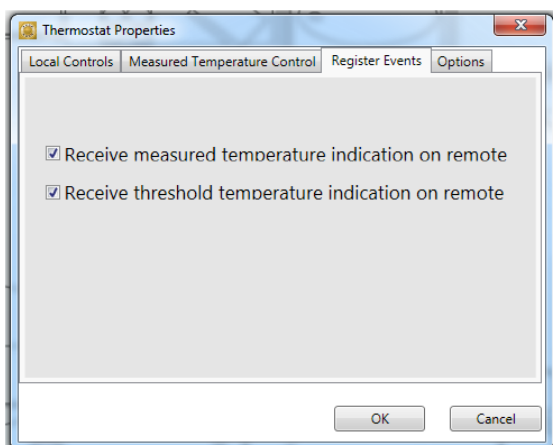 Thermostat Properties
Local Controls Measured Temperature Control Register Events Options
Receive measured temperature indication on remote
Receive threshold temperature indication on remote
OK Cancel